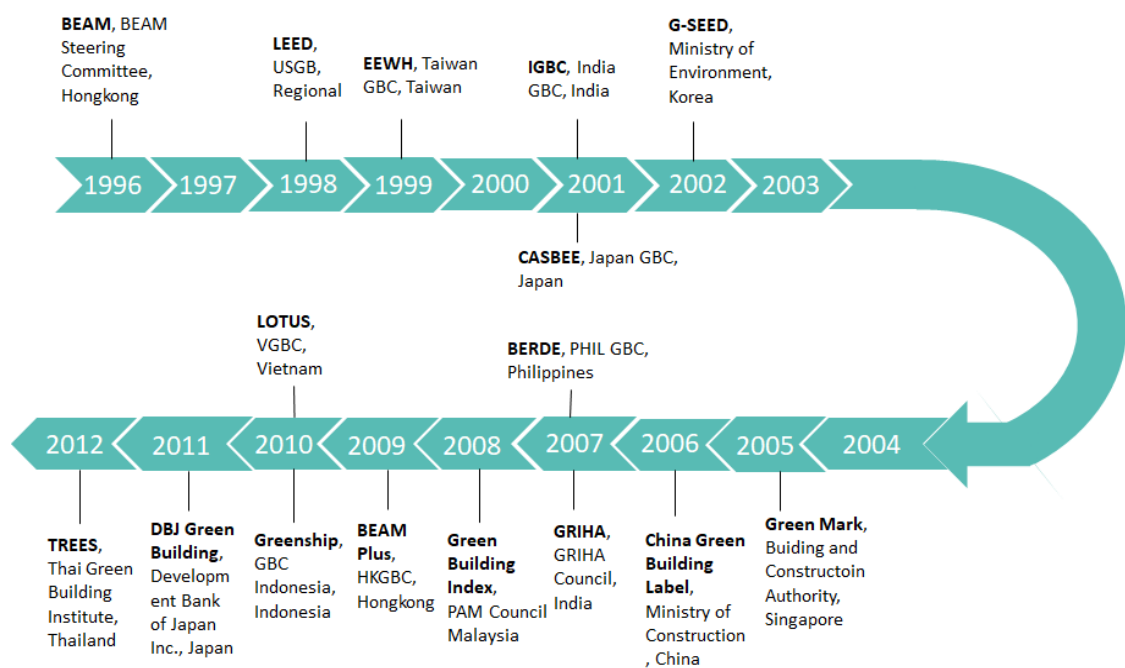 BEAM, BEAM
Steering
Committee,
Hongkong
LEED,
USGB,
Regional
EEWH, Taiwan
GBC, Taiwan
IGBC, India
GBC, India
G-SEED,
Ministry of
Environment,
Korea
1996
1997
1998
1999
2000
2001
2002
2003
CASBEE, Japan GBC,
Japan
LOTUS,
VGBC,
Vietnam
BERDE, PHIL GBC,
Philippines
2012
2011
2010
2009
2008
2007
2006
2005
2004
TREES,
Thai Green
Building
Institute,
Thailand
DBJ Green
Building,
Developm
ent Bank
of Japan
Inc., Japan
Greenship,
GBC
Indonesia,
Indonesia
BEAM
Plus,
HKGBC,
Hongkong
Green
Building
Index,
PAM Council
Malaysia
GRIHA,
GRIHA
Council,
India
China Green
Building
Label,
Ministry of
Construction
, China
Green Mark,
Buiding and
Constructoin
Authority,
Singapore